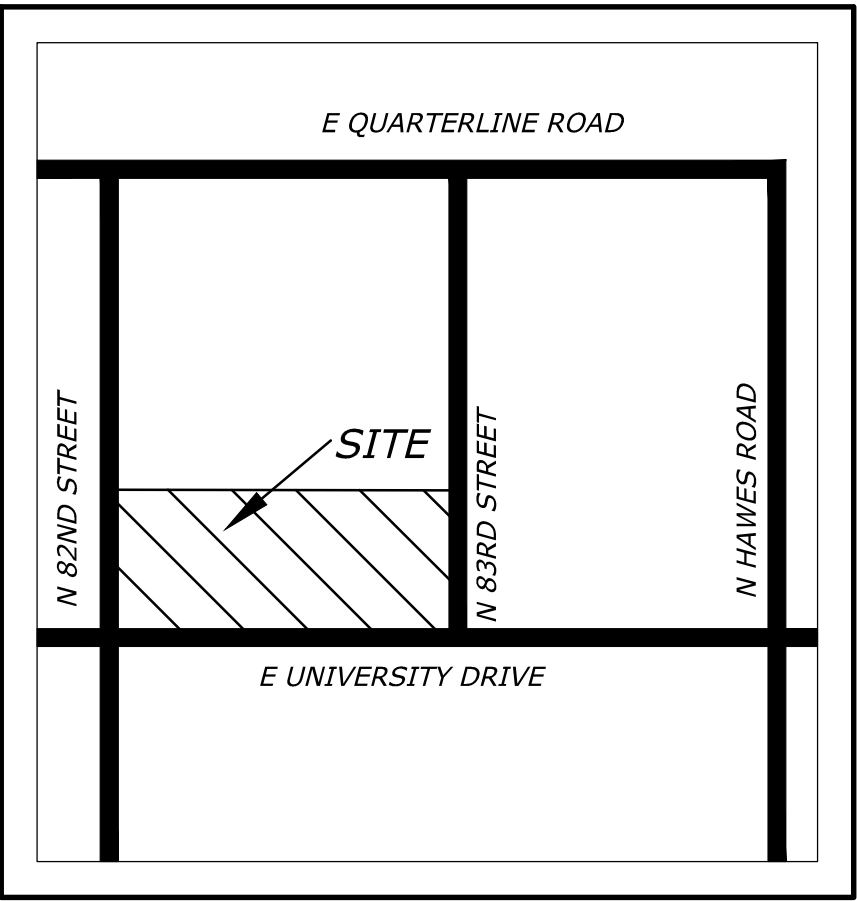 E QUARTERLINE ROAD
N 82ND STREET
SITE
N 83RD STREET
N HAWES ROAD
E UNIVERSITY DRIVE